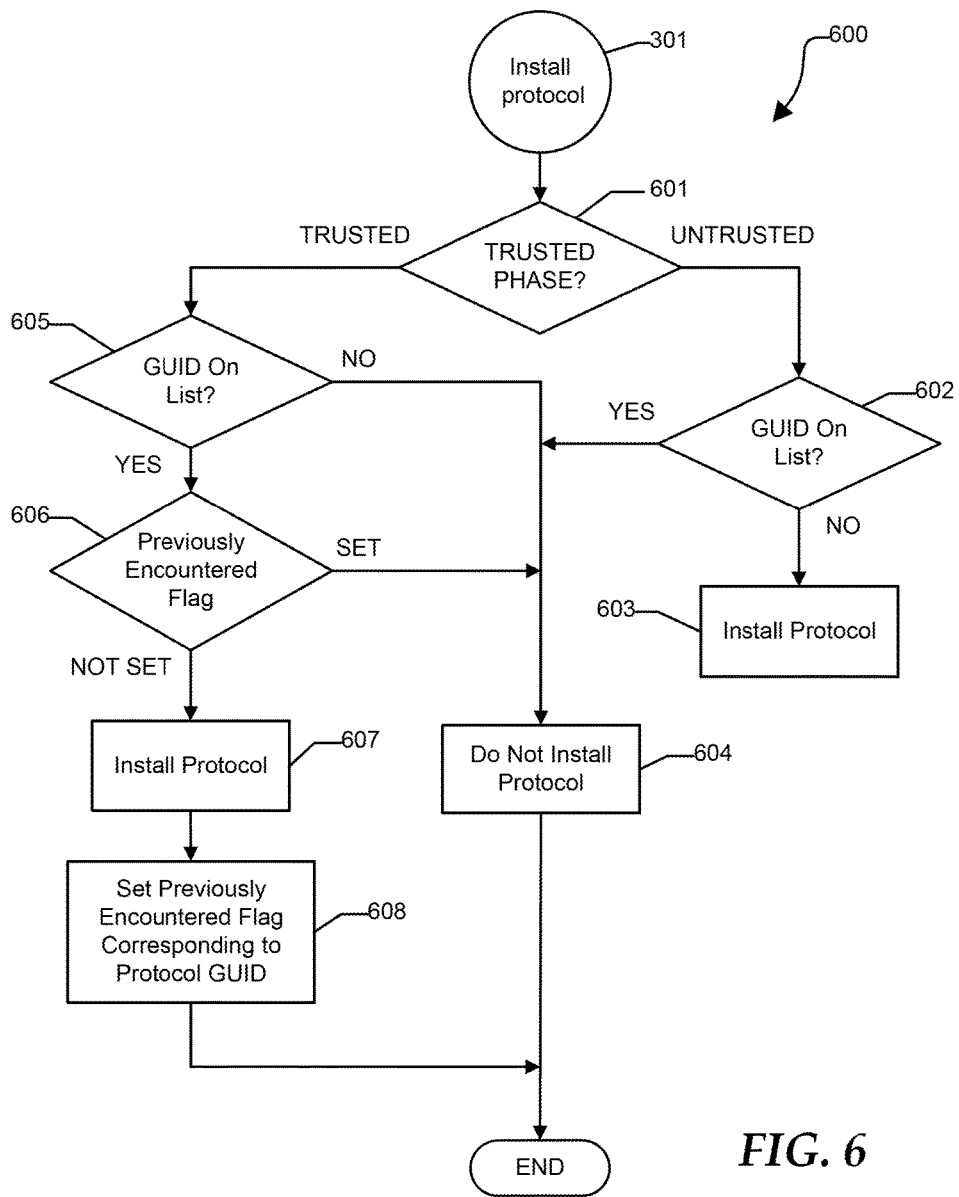 Install
protocol
301
600
601
TRUSTED
UNTRUSTED
TRUSTED
PHASE?
605
GUID On
List?
NO
602
YES
GUID On
List?
YES
NO
606
Previously
Encountered
Flag
SET
603
Install Protocol
NOT SET
607
Install Protocol
Do Not Install
Protocol
604
Set Previously
Encountered Flag
Corresponding to
Protocol GUID
608
END
FIG. 6